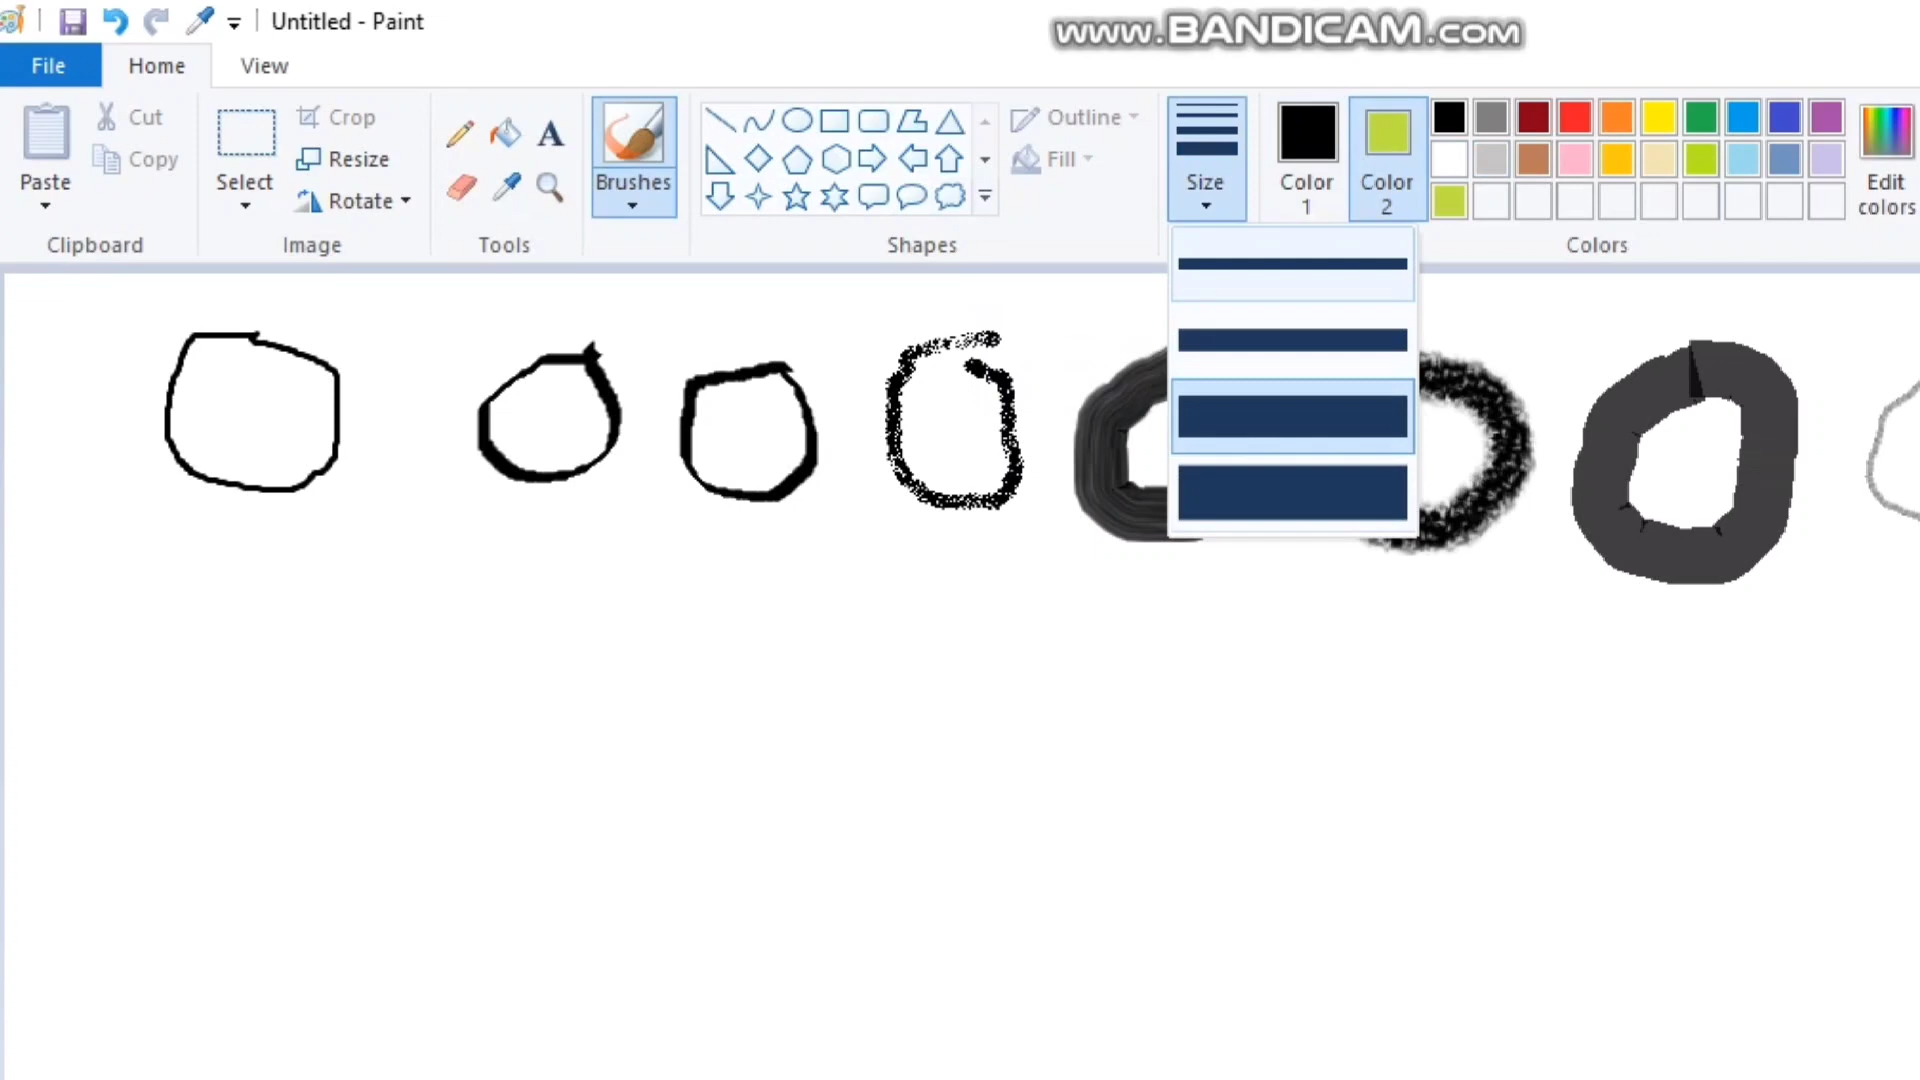 Untitled - Paint
www.BANDICAM.com
File
Home
View
Paste
Cut
Copy
Clipboard
Select
Crop
Resize
Rotate
Image
A
Tools
Brushes
Shapes
Outline
Fill
Size
Color
1
Color
2
Edit
colors
Colors